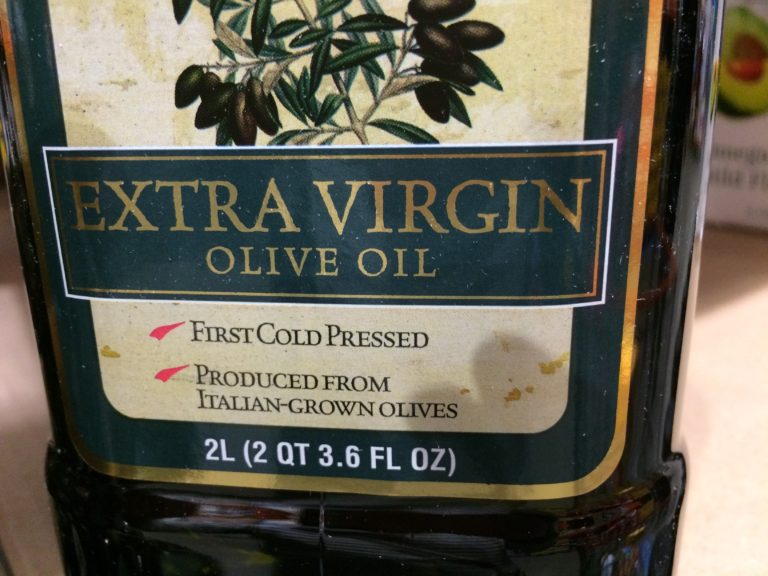 EXTRA VIRGIN
OLIVE OIL
FIRST COLD PRESSED
PRODUCED FROM
ITALIAN-GROWN OLIVES
2L (2 QT 3.6 FL OZ)